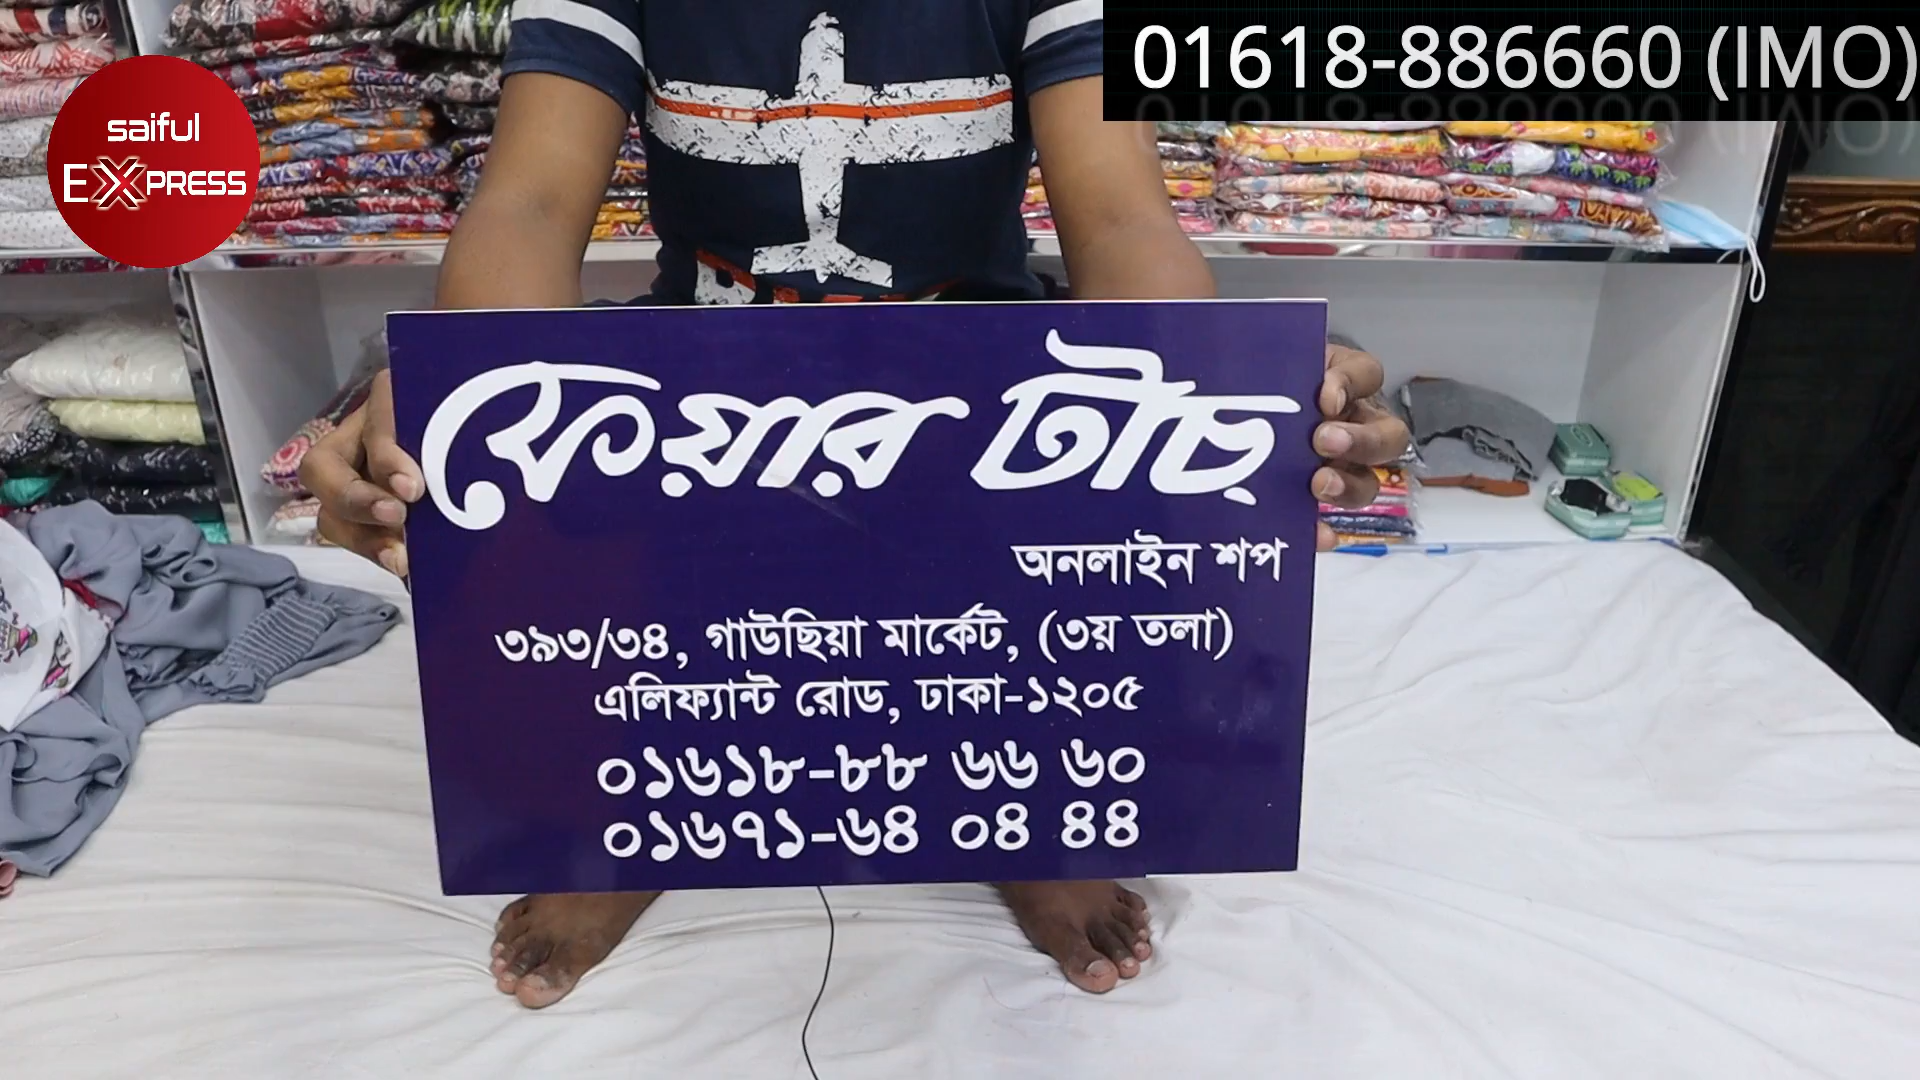 saiful
EXPRESS
01618-886660 (IMO)
ফেয়ার টাচ্
অনলাইন শপ
৩৯৩/৩৪, গাউছিয়া মার্কেট, (৩য় তলা)
এলিফ্যান্ট রোড, ঢাকা-১২০৫
০১৬১৮-৮৮ ৬৬ ৬০
০১৬৭১-৬৪ ০৪ ৪৪